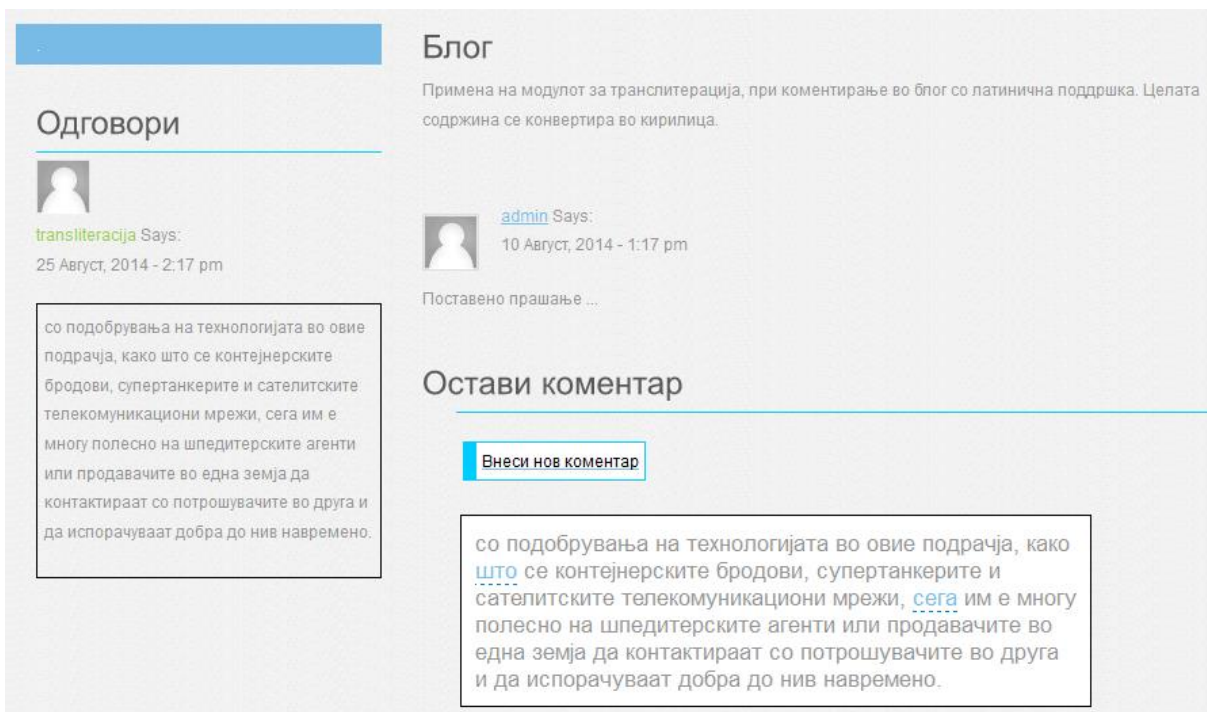 Одговори
transliteracija Says:
25 Август, 2014 - 2:17 pm
со подобрувања на технологијата во овие
подрачја, како што се контејнерските
бродови, супертанкерите и сателитските
телекомуникациони мрежи, сега им е
многу полесно на шпедитерските агенти
или продавачите во една земја да
контактираат со потрошувачите во друга и
да испорачуваат добра до нив навремено.
Блог
Примена на модулот за транслитерација, при коментирање во блог со латинична поддршка. Целата
содржина се конвертира во кирилица.
admin Says:
10 Август, 2014 - 1:17 pm
Поставено прашање ...
Остави коментар
Внеси нов коментар
со подобрувања на технологијата во овие подрачја, како
што се контејнерските бродови, супертанкерите и
сателитските телекомуникациони мрежи, сега им е многу
полесно на шпедитерските агенти или продавачите во
една земја да контактираат со потрошувачите во друга
и да испорачуваат добра до нив навремено.